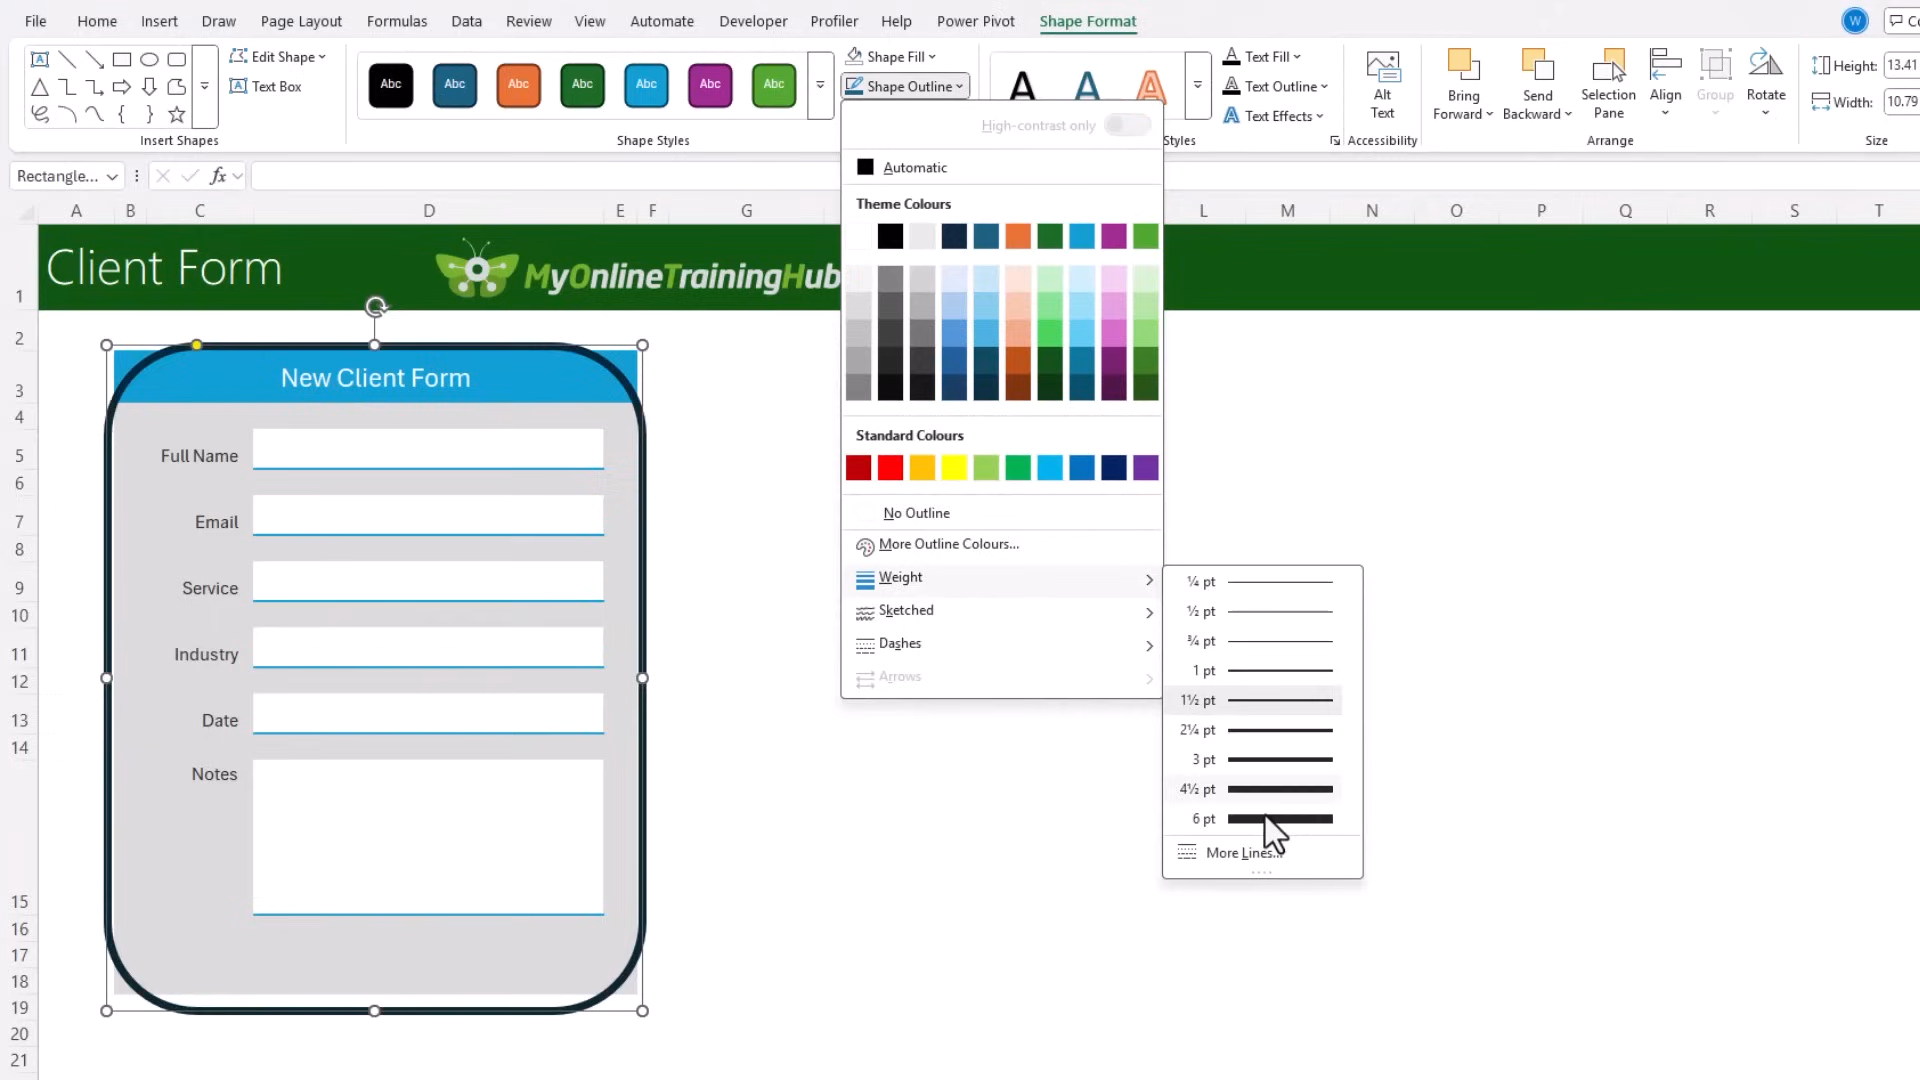 File Home Insert Draw Page Layout Formulas Data Review View Automate Developer Profiler Help Power Pivot Shape Format W
Edit Shape
Text Box
Insert Shapes
Abc Abc Abc Abc Abc Abc Abc
Shape Styles
Shape Fill
Shape Outline
A A A
Styles
Text Fill
Text Outline
Text Effects
Alt Text
Accessibility
Bring Forward
Send Backward
Selection Pane
Align
Group
Rotate
Arrange
Height: 13.41
Width: 10.79
Size
Rectangle... fx
A B C D E F G L M N O P Q R S T
1
2
3
4
5
6
7
8
9
10
11
12
13
14
15
16
17
18
19
20
21
Client Form
MyOnlineTrainingHub
New Client Form
Full Name
Email
Service
Industry
Date
Notes
High-contrast only
Automatic
Theme Colours
Standard Colours
No Outline
More Outline Colours...
Weight
Sketched
Dashes
Arrows
¼ pt
½ pt
¾ pt
1 pt
1½ pt
2¼ pt
3 pt
4½ pt
6 pt
More Lines...